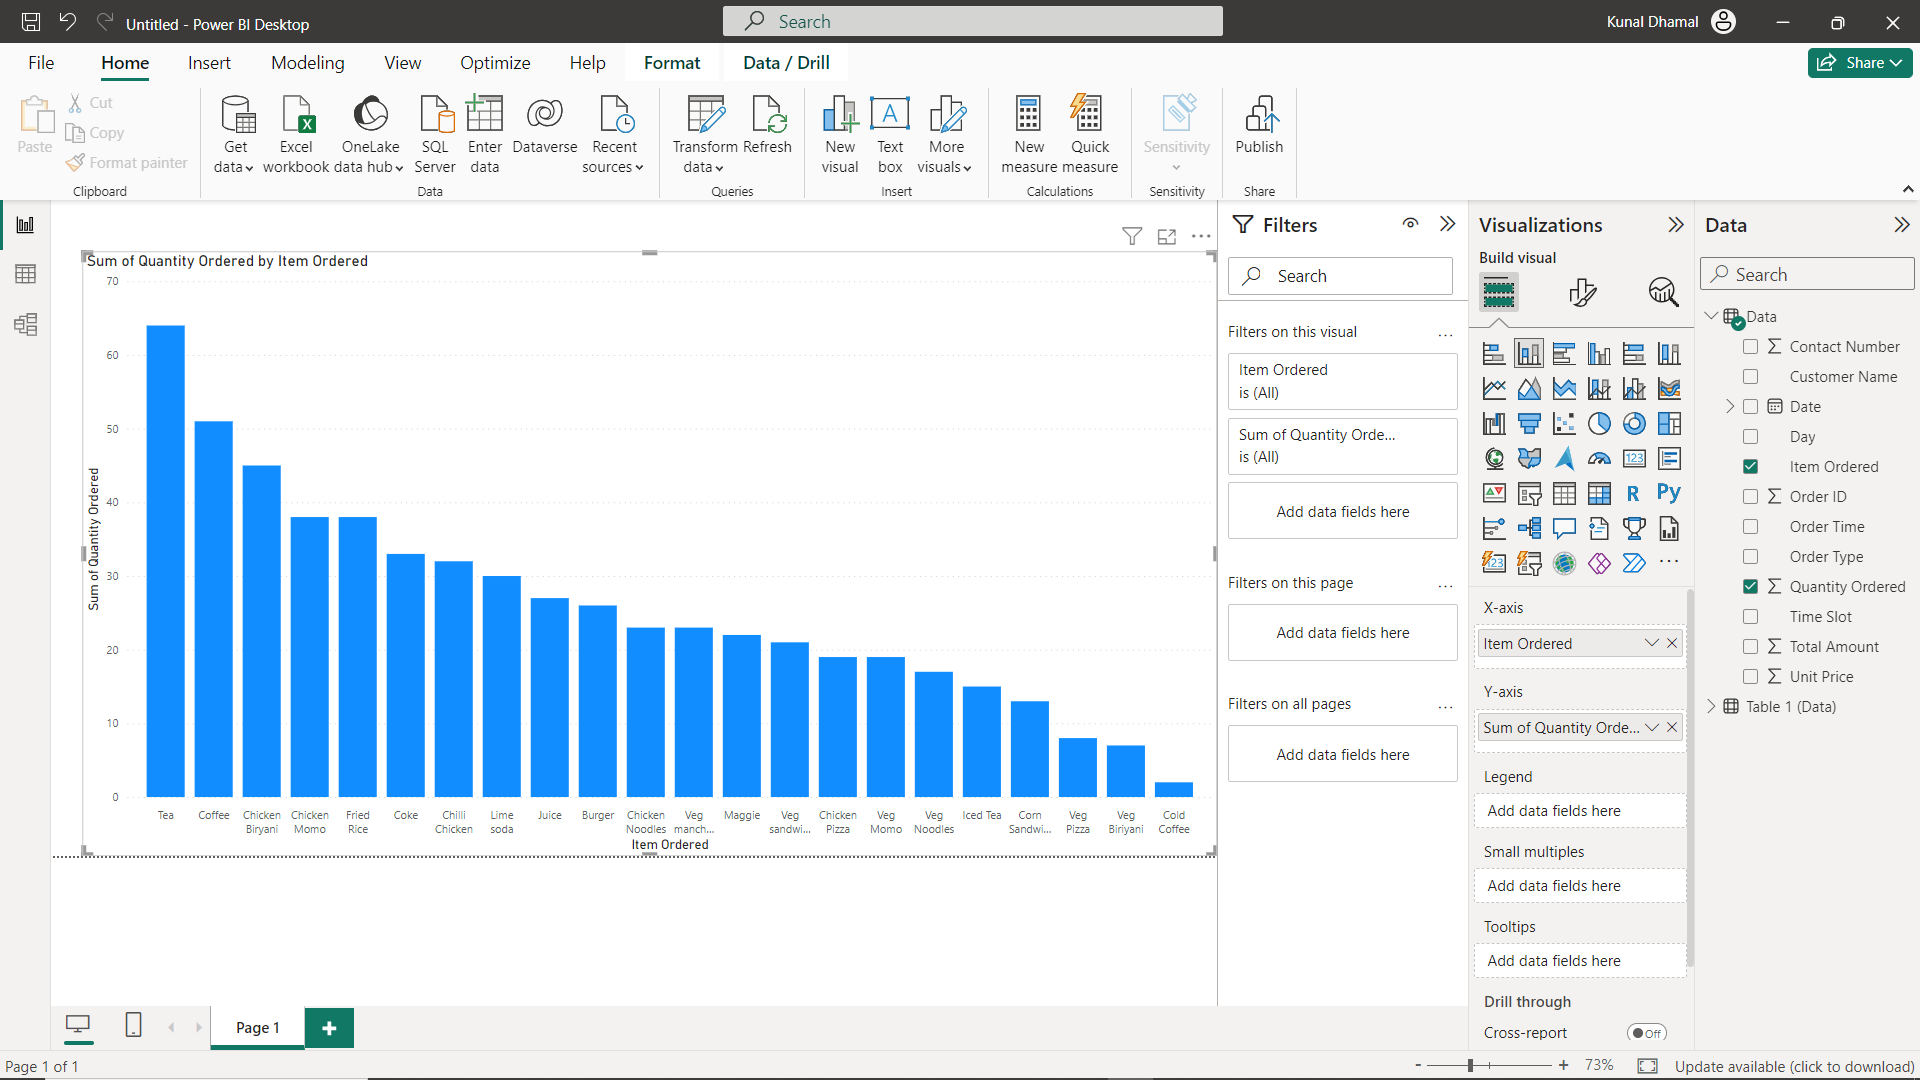 Untitled - Power BI Desktop
Search
Kunal Dhamal
File
Home
Insert
Modeling
View
Optimize
Help
Format
Data / Drill
Share
Paste
Cut
Copy
Format painter
Clipboard
Get
data
Excel
workbook
OneLake
data hub
SQL
Server
Enter
data
Dataverse
Recent
sources
Data
Transform
data
Refresh
Queries
New
visual
Text
box
More
visuals
Insert
New
measure
Quick
measure
Calculations
Sensitivity
Sensitivity
Publish
Share
Sum of Quantity Ordered by Item Ordered
Sum of Quantity Ordered
70
60
50
40
30
20
10
0
Tea
Coffee
Chicken
Biryani
Chicken
Momo
Fried
Rice
Coke
Chilli
Chicken
Lime
soda
Juice
Burger
Chicken
Noodles
Veg
manch...
Maggie
Veg
sandwi...
Chicken
Pizza
Veg
Momo
Veg
Noodles
Iced Tea
Corn
Sandwi...
Veg
Pizza
Veg
Biriyani
Cold
Coffee
Item Ordered
Filters
Search
Filters on this visual
...
Item Ordered
is (All)
Sum of Quantity Orde...
is (All)
Add data fields here
Filters on this page
...
Add data fields here
Filters on all pages
...
Add data fields here
Visualizations
Build visual
123
R
Py
123
...
X-axis
Item Ordered
Y-axis
Sum of Quantity Orde...
Legend
Add data fields here
Small multiples
Add data fields here
Tooltips
Add data fields here
Drill through
Cross-report
Off
Data
Search
Data
Σ Contact Number
Customer Name
Date
Day
Item Ordered
Σ Order ID
Order Time
Order Type
Σ Quantity Ordered
Time Slot
Σ Total Amount
Σ Unit Price
Table 1 (Data)
Page 1
+
Page 1 of 1
- + 73%
Update available (click to download)